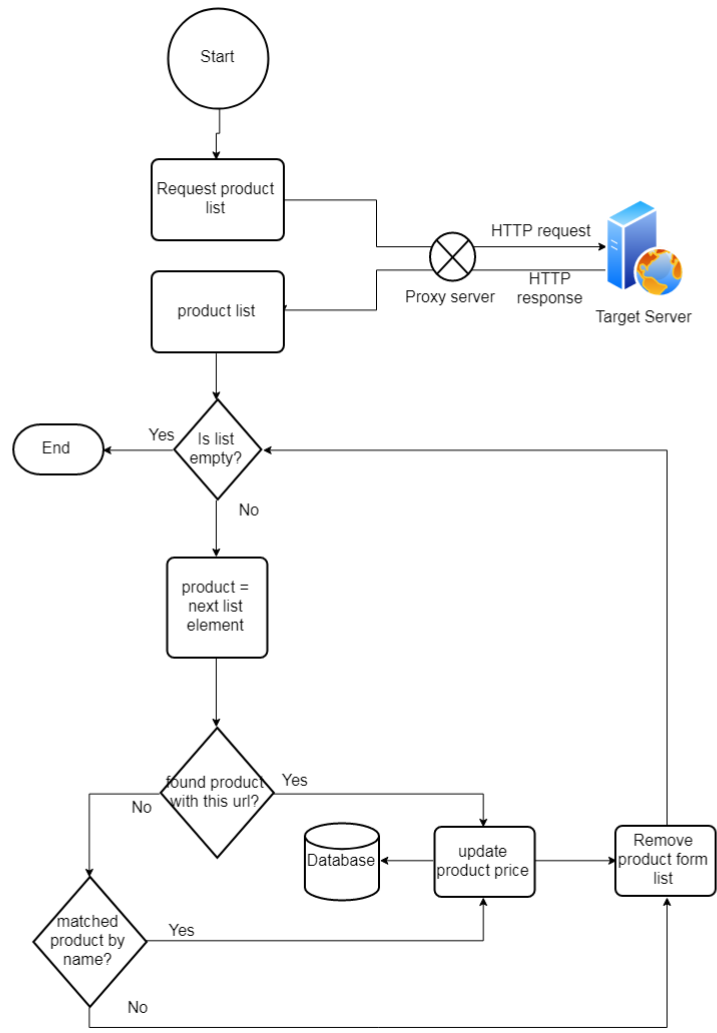 Start
Request product
list
HTTP request
HTTP
response
Proxy server
Target Server
product list
Is list
empty?
Yes
End
No
product =
next list
element
found product
with this url?
Yes
No
Database
update
product price
Remove
product form
list
matched
product by
name?
Yes
No